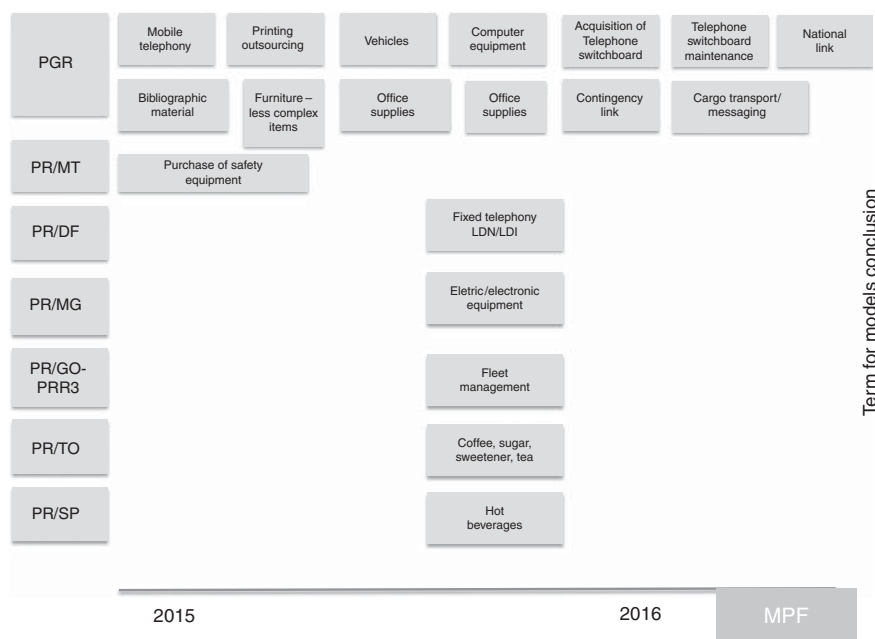 PGR
Mobile
telephony
Printing
outsourcing
Vehicles
Computer
equipment
Acquisition of
Telephone
switchboard
Telephone
switchboard
maintenance
National
link
Bibliographic
material
Furniture –
less complex
items
Office
supplies
Office
supplies
Contingency
link
Cargo transport/
messaging
PR/MT
Purchase of safety
equipment
PR/DF
Fixed telephony
LDN/LDI
PR/MG
Eletric/electronic
equipment
PR/GO-
PRR3
Fleet
management
PR/TO
Coffee, sugar,
sweetener, tea
PR/SP
Hot
beverages
Term for models conclusion
2015
2016
MPF